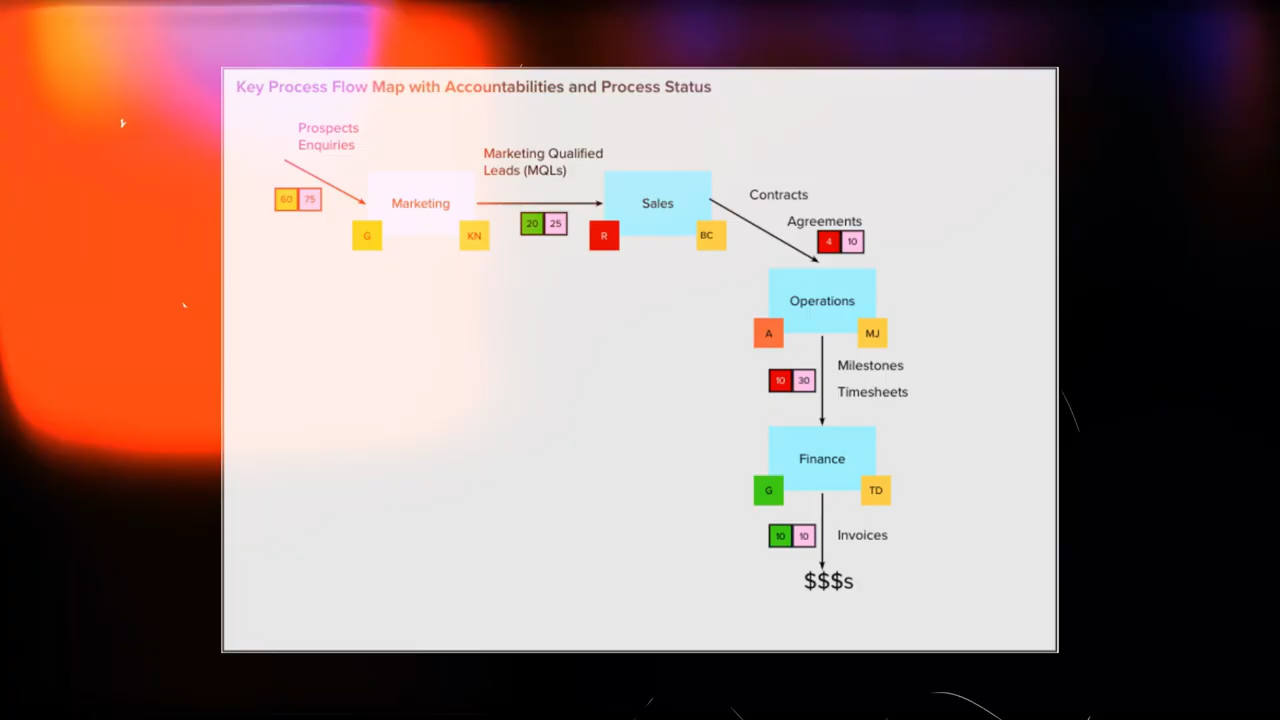 Key Process Flow Map with Accountabilities and Process Status
Prospects
Enquiries
60 75
Marketing
G
KN
Marketing Qualified
Leads (MQLs)
20 25
Sales
R
BC
Contracts
Agreements
4 10
Operations
A
MJ
10 30
Milestones
Timesheets
Finance
G
TD
10 10
Invoices
$$$s